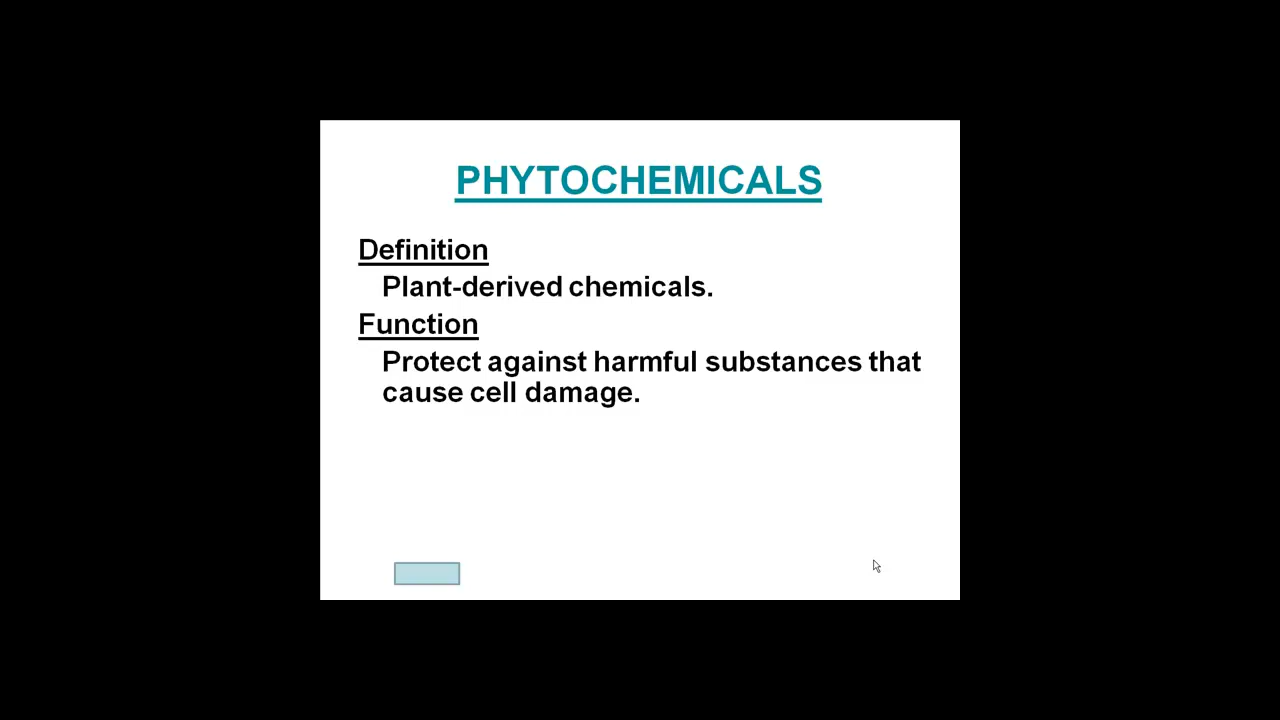 PHYTOCHEMICALS
Definition
Plant-derived chemicals.
Function
Protect against harmful substances that
cause cell damage.